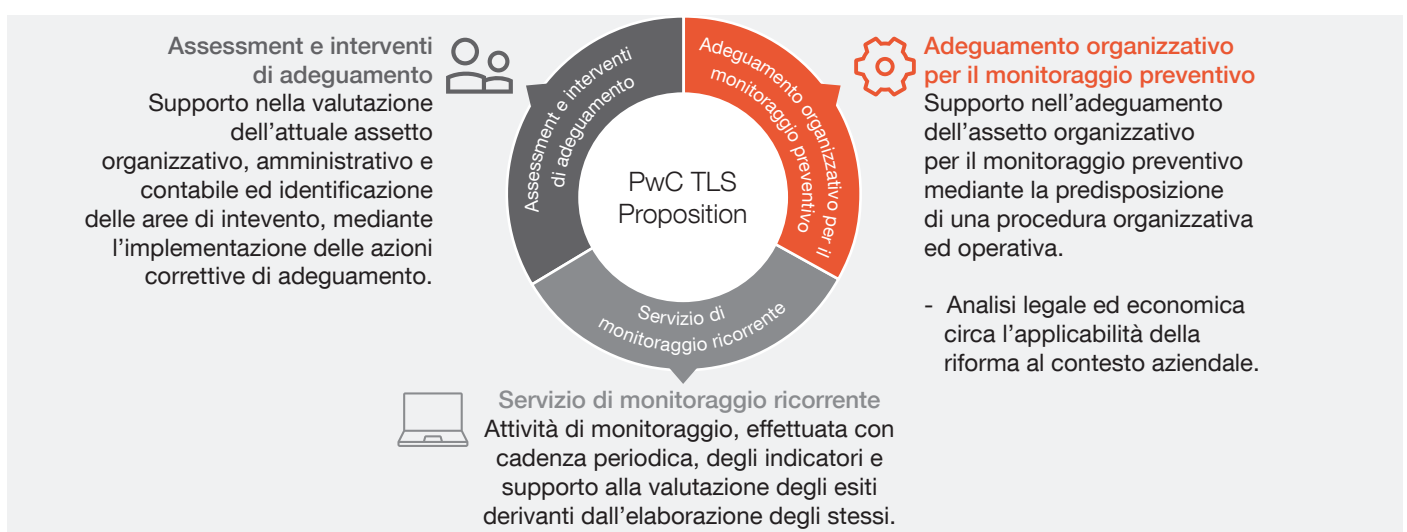 Assessment e interventi
di adeguamento
Supporto nella valutazione
dell’attuale assetto
organizzativo, amministrativo e
contabile ed identificazione
delle aree di intevento, mediante
l’implementazione delle azioni
correttive di adeguamento.
Assessment e interventi
di adeguamento
Adeguamento organizzativo per il
monitoraggio preventivo
PwC TLS
Proposition
Servizio di
monitoraggio ricorrente
Adeguamento organizzativo
per il monitoraggio preventivo
Supporto nell’adeguamento
dell’assetto organizzativo
per il monitoraggio preventivo
mediante la predisposizione
di una procedura organizzativa
ed operativa.
- Analisi legale ed economica
circa l’applicabilità della
riforma al contesto aziendale.
Servizio di monitoraggio ricorrente
Attività di monitoraggio, effettuata con
cadenza periodica, degli indicatori e
supporto alla valutazione degli esiti
derivanti dall’elaborazione degli stessi.